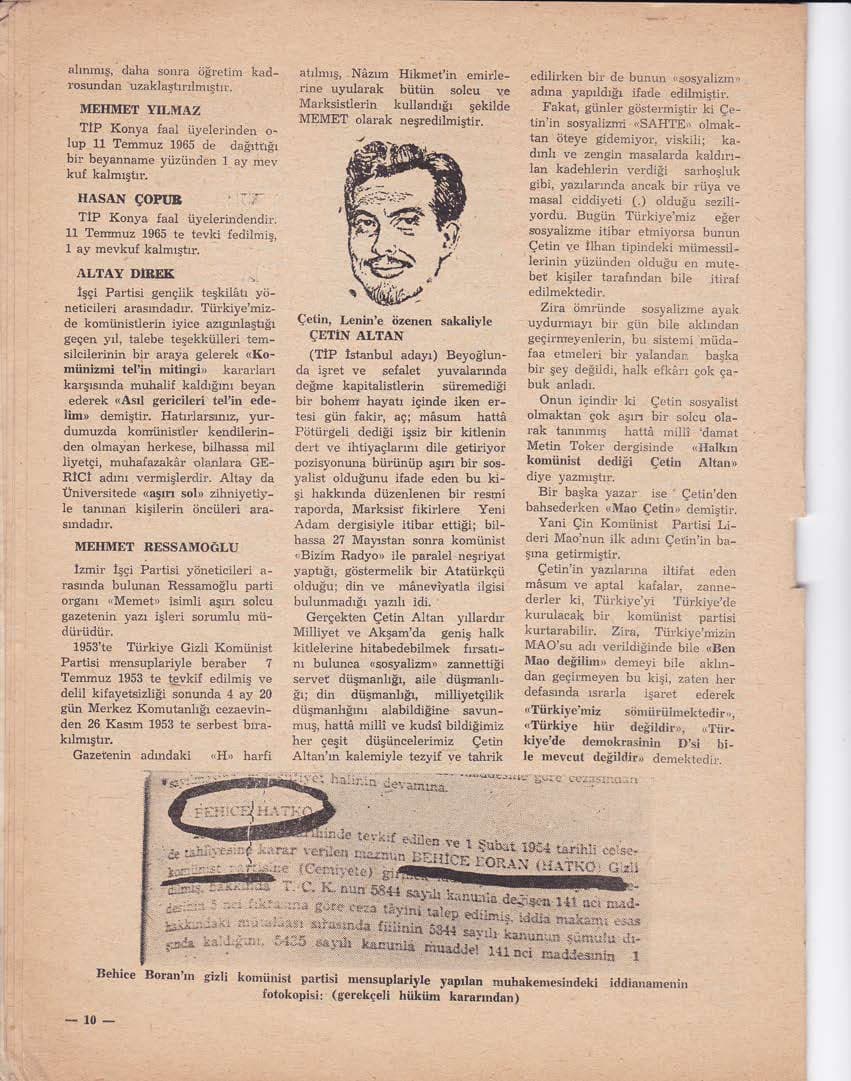 alınmış, daha sonra öğretim kad-
rosundan uzaklaştırılmıştır.
MEHMET YILMAZ
TİP Konya faal üyelerinden o-
lup 11 Temmuz 1965 de dağıttığı
bir beyanname yüzünden 1 ay mev
kuf kalmıştır.
HASAN ÇOPUR
TİP Konya faal üyelerindendir.
11 Temmuz 1965 te tevki fedilmiş,
1 ay mevkuf kalmıştır.
ALTAY DİREK
İşçi Partisi gençlik teşkilâtı yö-
neticileri arasındadır. Türkiye'miz-
de komünistlerin iyice azgınlaştığı
geçen yıl, talebe teşekkülleri tem-
silcilerinin bir araya gelerek «Ko-
münizmi tel'in mitingi» kararları
karşısında muhalif kaldığını beyan
ederek «Asıl gericileri tel'in ede-
lim» demiştir. Hatırlarsınız, yur-
dumuzda komünistler kendilerin-
den olmayan herkese, bilhassa mil
liyetçi, muhafazakâr olanlara GE-
RİCİ adını vermişlerdir. Altay da
Üniversitede «aşırı sol» zihniyetiy-
le tanınan kişilerin öncüleri ara-
sındadır.
MEHMET RESSAMOĞLU
İzmir İşçi Partisi yöneticileri a-
rasında bulunan Ressamoğlu parti
organı «Memet» isimli aşırı solcu
gazetenin yazı işleri sorumlu mü-
dürüdür.
1953'te Türkiye Gizli Komünist
Partisi mensuplariyle beraber 7
Temmuz 1953 te tevkif edilmiş ve
delil kifayetsizliği sonunda 4 ay 20
gün Merkez Komutanlığı cezaevin-
den 26 Kasım 1953 te serbest bıra-
kılmıştır.
Gazetenin adındaki «H» harfi
atılmış, Nâzım Hikmet'in emirle-
rine uyularak bütün solcu ve
Marksistlerin kullandığı şekilde
MEMET olarak neşredilmiştir.
Çetin, Lenin'e özenen sakaliyle
ÇETİN ALTAN
(TİP İstanbul adayı) Beyoğlun-
da işret ve sefalet yuvalarında
değme kapitalistlerin süremediği
bir bohem hayatı içinde iken er-
tesi gün fakir, aç; mâsum hattâ
Pötürgeli dediği işsiz bir kitlenin
dert ve ihtiyaçlarını dile getiriyor
pozisyonuna bürünüp aşırı bir sos-
yalist olduğunu ifade eden bu ki-
şi hakkında düzenlenen bir resmî
raporda, Marksist fikirlere Yeni
Adam dergisiyle itibar ettiği; bil-
hassa 27 Mayıstan sonra komünist
«Bizim Radyo» ile paralel neşriyat
yaptığı, göstermelik bir Atatürkçü
olduğu; din ve mâneviyatla ilgisi
bulunmadığı yazılı idi.
Gerçekten Çetin Altan yıllardır
Milliyet ve Akşam'da geniş halk
kitlelerine hitabedebilmek fırsatı-
nı bulunca «sosyalizm» zannettiği
servet düşmanlığı, aile düşmanlı-
ğı; din düşmanlığı, milliyetçilik
düşmanlığını alabildiğine savun-
muş, hattâ millî ve kudsî bildiğimiz
her çeşit düşüncelerimiz Çetin
Altan'ın kalemiyle tezyif ve tahrik
edilirken bir de bunun «sosyalizm»
adına yapıldığı ifade edilmiştir.
Fakat, günler göstermiştir ki Çe-
tin'in sosyalizmi «SAHTE» olmak-
tan öteye gidemiyor, viskili; ka-
dınlı ve zengin masalarda kaldırı-
lan kadehlerin verdiği sarhoşluk
gibi, yazılarında ancak bir rüya ve
masal ciddiyeti (.) olduğu sezili-
yordu. Bugün Türkiye'miz eğer
sosyalizme itibar etmiyorsa bunun
Çetin ve İlhan tipindeki mümessil-
lerinin yüzünden olduğu en mute-
ber kişiler tarafından bile itiraf
edilmektedir.
Zira ömründe sosyalizme ayak
uydurmayı bir gün bile aklından
geçirmeyenlerin, bu sistemi müda-
faa etmeleri bir yalandan başka
bir şey değildi, halk efkârı çok ça-
buk anladı.
Onun içindir ki Çetin sosyalist
olmaktan çok aşırı bir solcu ola-
rak tanınmış hattâ millî 'damat
Metin Toker dergisinde «Halkın
komünist dediği Çetin Altan»
diye yazmıştır.
Bir başka yazar ise Çetin'den
bahsederken «Mao Çetin» demiştir.
Yani Çin Komünist Partisi Li-
deri Mao'nun ilk adını Çetin'in ba-
şına getirmiştir.
Çetin'in yazılarına iltifat eden
mâsum ve aptal kafalar, zanne-
derler ki, Türkiye'yi Türkiye'de
kurulacak bir komünist partisi
kurtarabilir. Zira, Türkiye'mizin
MAO'su adı verildiğinde bile «Ben
Mao değilim» demeyi bile aklın-
dan geçirmeyen bu kişi, zaten her
defasında ısrarla işaret ederek
«Türkiye'miz sömürülmektedir»,
«Türkiye hür değildir», «Tür-
kiye'de demokrasinin D'si bi-
le mevcut değildir» demektedir.
halinin devamına.
göre cezasından
BEHİCE HATKO
tevkif edilen ve 1 Şubat 1954 tarihli celse-
de tahliyesine karar verilen maznun BEHİCE BORAN (HATKO) Gizli
komünist partisine (Cemiyete)
T. C. K. nun 5844 sayılı kanunla değişen 141 nci mad-
desinin 5 nci fıkrasına göre ceza tâyini talep edilmiş, iddia makamı esas
hakkındaki mütalâası sırasında fiilinin 5844 sayılı kanunun şümulu dı-
şında kaldığını, 5435 sayılı kanunla muaddel 141 nci maddesinin 1
Behice Boran'ın gizli komünist partisi mensuplariyle yapılan muhakemesindeki iddianamenin
fotokopisi: (gerekçeli hüküm kararından)
— 10 —